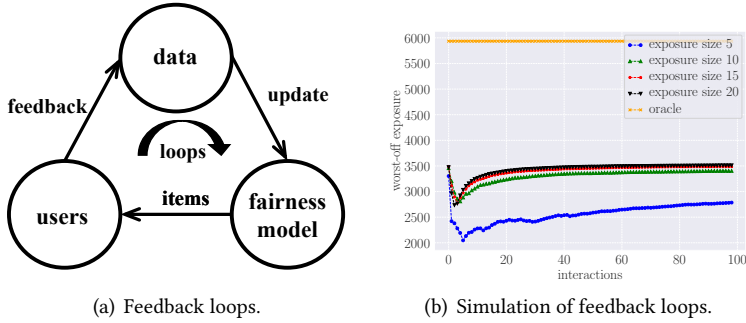 data
feedback
update
loops
users
items
fairness
model
(a) Feedback loops.
6000
5500
5000
4500
4000
3500
3000
2500
2000
worst-off exposure
exposure size 5
exposure size 10
exposure size 15
exposure size 20
oracle
0
20
40
60
80
100
interactions
(b) Simulation of feedback loops.